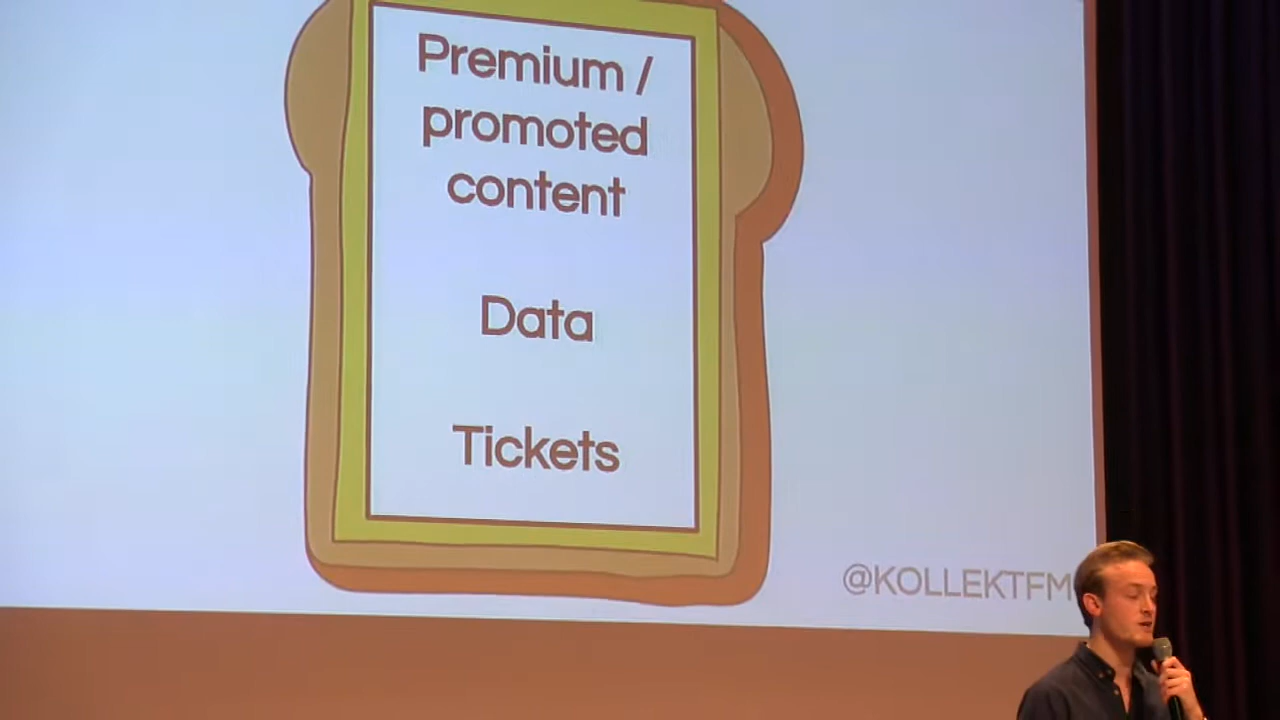 Premium /
promoted
content
Data
Tickets
@KOLLEKTFM